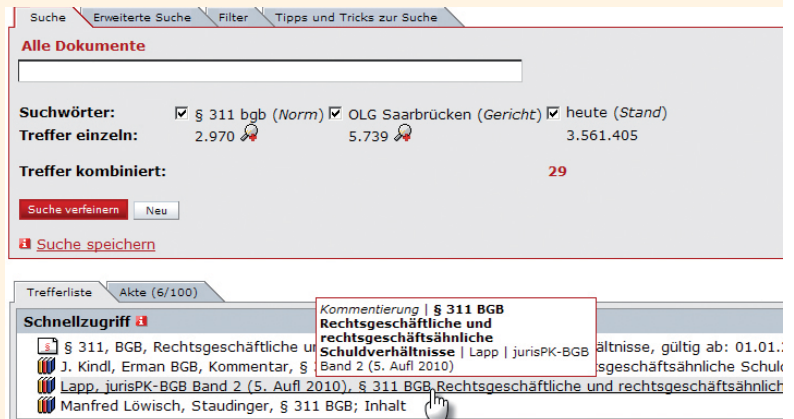 Suche Erweiterte Suche Filter Tipps und Tricks zur Suche
Alle Dokumente
Suchwörter: § 311 bgb (Norm) OLG Saarbrücken (Gericht) heute (Stand)
Treffer einzeln: 2.970 5.739 3.561.405
Treffer kombiniert: 29
Suche verfeinern Neu
Suche speichern
Trefferliste Akte (6/100)
Schnellzugriff
Kommentierung | § 311 BGB
Rechtsgeschäftliche und
rechtsgeschäftsähnliche
Schuldverhältnisse | Lapp | jurisPK-BGB
Band 2 (5. Aufl 2010)
§ 311, BGB, Rechtsgeschäftliche gültig ab: 01.01.
J. Kindl, Erman BGB, Kommentar, §
Lapp, jurisPK-BGB Band 2 (5. Aufl 2010), § 311 BGB Rechtsgeschäftliche und rechtsgeschäftsähnlich
Manfred Löwisch, Staudinger, § 311 BGB; Inhalt